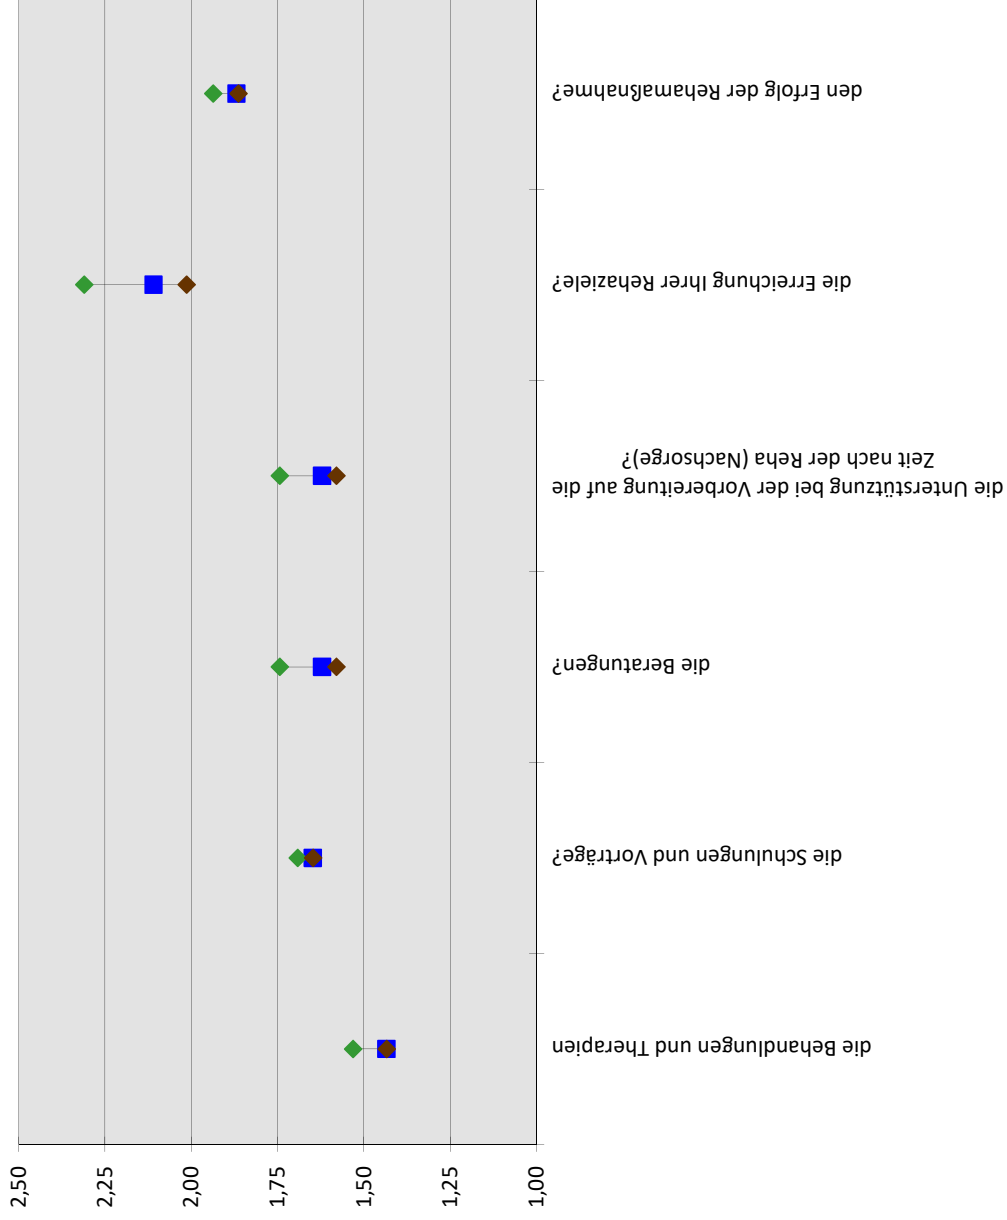 den Erfolg der Rehamaßnahme?
die Erreichung Ihrer Rehaziele?
die Unterstützung bei der Vorbereitung auf die
Zeit nach der Reha (Nachsorge)?
die Beratungen?
die Schulungen und Vorträge?
die Behandlungen und Therapien
2,50
2,25
2,00
1,75
1,50
1,25
1,00